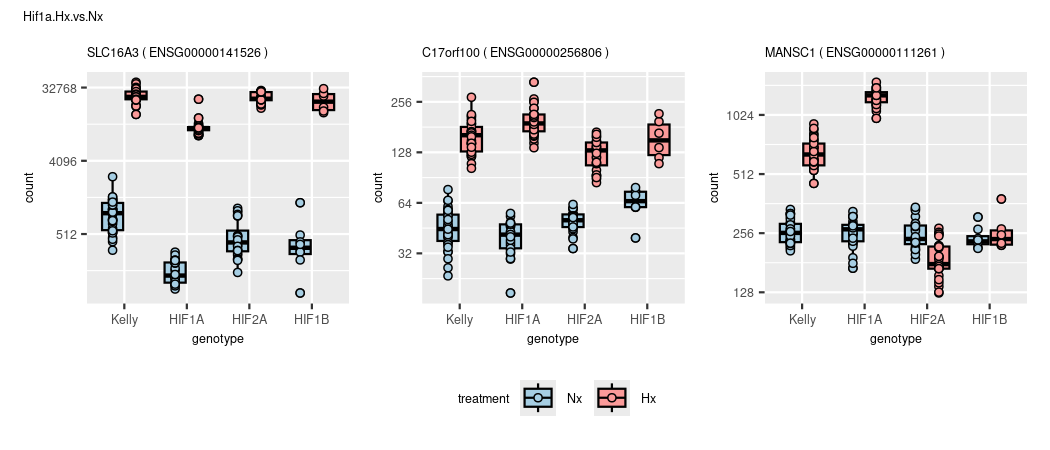 Hif1a.Hx.vs.Nx
SLC16A3 ( ENSG00000141526 )
32768
4096
512
count
Kelly HIF1A HIF2A HIF1B
genotype
C17orf100 ( ENSG00000256806 )
256
128
64
32
count
Kelly HIF1A HIF2A HIF1B
genotype
MANSC1 ( ENSG00000111261 )
1024
512
256
128
count
Kelly HIF1A HIF2A HIF1B
genotype
treatment Nx Hx